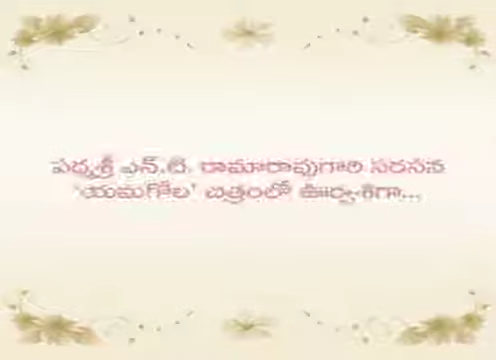 పద్మశ్రీ ఎన్.టి. రామారావుగారి సరసన
'యమగోల' చిత్రంలో ఊర్వశిగా...